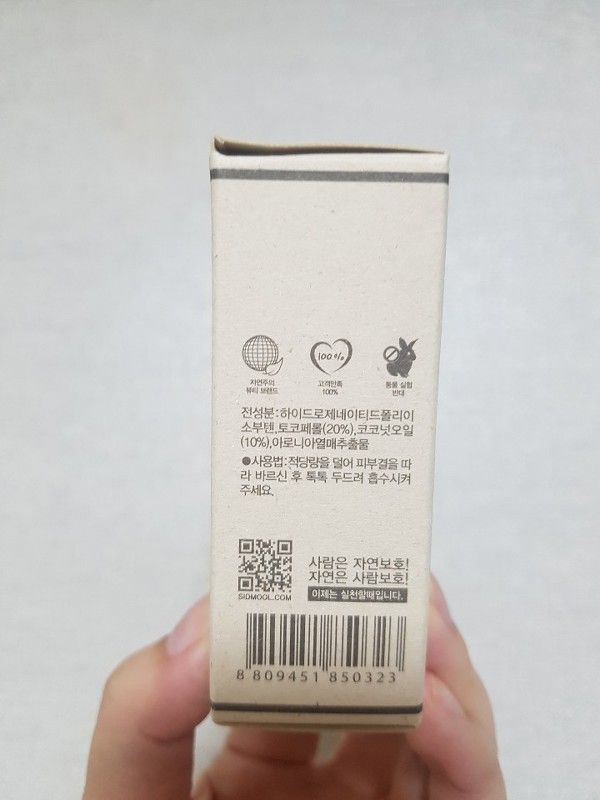 100%
자연주의
뷰티 브랜드
고객만족
100%
동물 실험
반대
전성분:하이드로제네이티드폴리이
소부텐,토코페롤(20%),코코넛오일
(10%),아로니아열매추출물
●사용법:적당량을 덜어 피부결을 따
라 바르신 후 톡톡 두드려 흡수시켜
주세요.
SIDMOOL.COM
사람은 자연보호!
자연은 사람보호!
이제는 실천할때입니다.
8 809451 850323